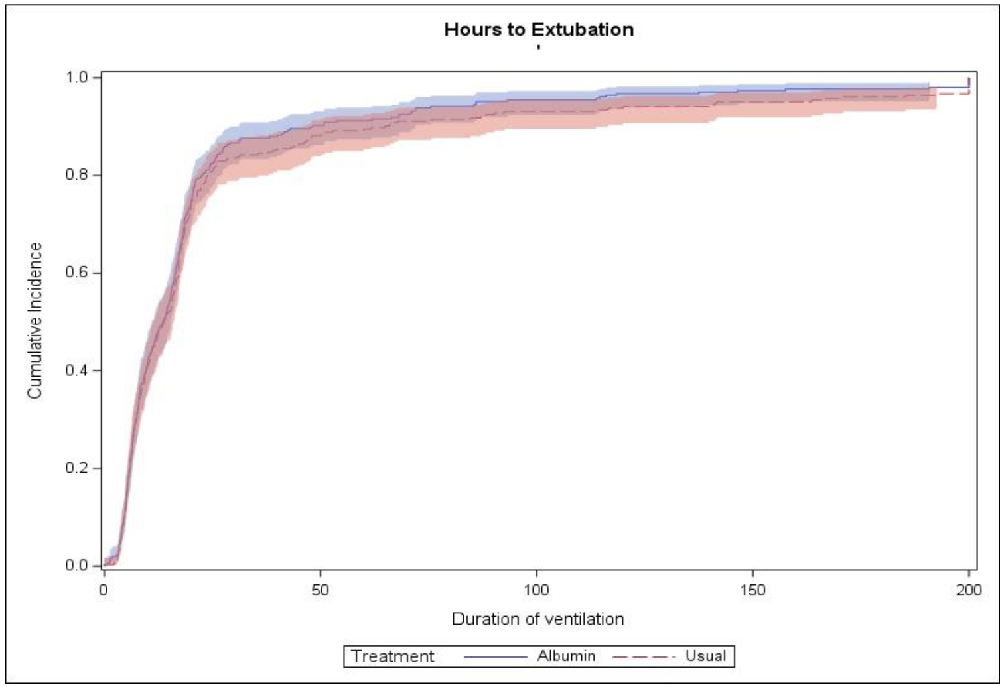 Hours to Extubation
1.0
0.8
0.6
0.4
0.2
0.0
Cumulative Incidence
0 50 100 150 200
Duration of ventilation
Treatment Albumin Usual